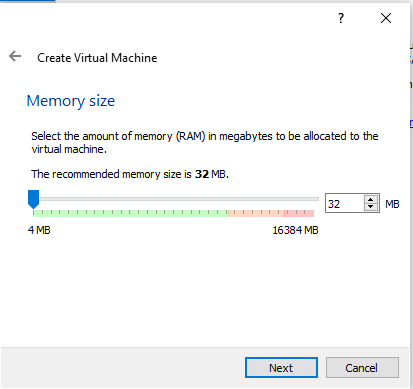 ?
Create Virtual Machine
Memory size
Select the amount of memory (RAM) in megabytes to be allocated to the
virtual machine.
The recommended memory size is 32 MB.
32 MB
4 MB 16384 MB
Next Cancel